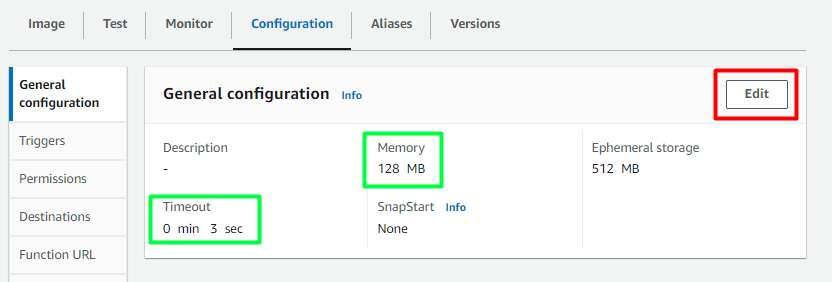 Image Test Monitor Configuration Aliases Versions
General configuration
Triggers
Permissions
Destinations
Function URL
General configuration Info Edit
Description
-
Memory
128 MB
Ephemeral storage
512 MB
Timeout
0 min 3 sec
SnapStart Info
None